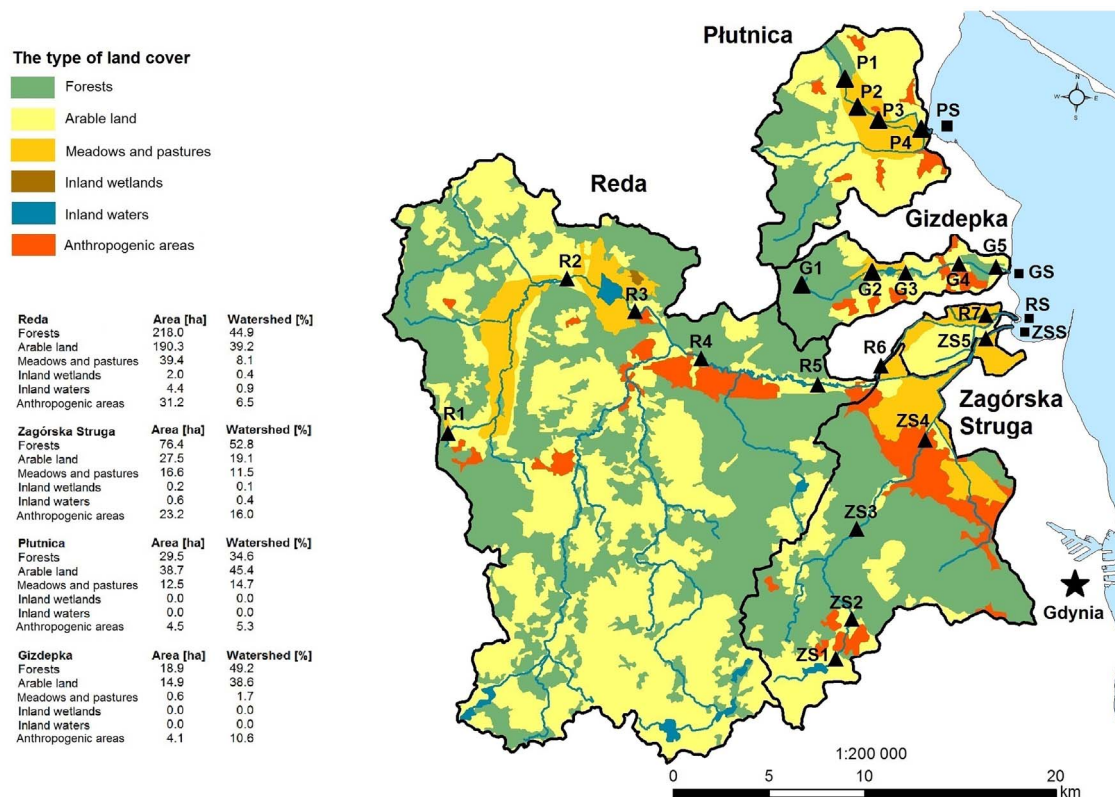 The type of land cover
Forests
Arable land
Meadows and pastures
Inland wetlands
Inland waters
Anthropogenic areas
Reda Area [ha] Watershed [%]
Forests 218.0 44.9
Arable land 190.3 39.2
Meadows and pastures 39.4 8.1
Inland wetlands 2.0 0.4
Inland waters 4.4 0.9
Anthropogenic areas 31.2 6.5
Zagórska Struga Area [ha] Watershed [%]
Forests 76.4 52.8
Arable land 27.5 19.1
Meadows and pastures 16.6 11.5
Inland wetlands 0.2 0.1
Inland waters 0.6 0.4
Anthropogenic areas 23.2 16.0
Płutnica Area [ha] Watershed [%]
Forests 29.5 34.6
Arable land 38.7 45.4
Meadows and pastures 12.5 14.7
Inland wetlands 0.0 0.0
Inland waters 0.0 0.0
Anthropogenic areas 4.5 5.3
Gizdepka Area [ha] Watershed [%]
Forests 18.9 49.2
Arable land 14.9 38.6
Meadows and pastures 0.6 1.7
Inland wetlands 0.0 0.0
Inland waters 0.0 0.0
Anthropogenic areas 4.1 10.6
Płutnica
P1
P2
P3
P4
PS
N
W E
S
Reda
Gizdepka
G1
G2
G3
G4
G5
GS
R1
R2
R3
R4
R5
R6
R7
RS
ZSS
ZS5
Zagórska
Struga
ZS4
ZS3
ZS2
ZS1
Gdynia
1:200 000
0 5 10 20
km